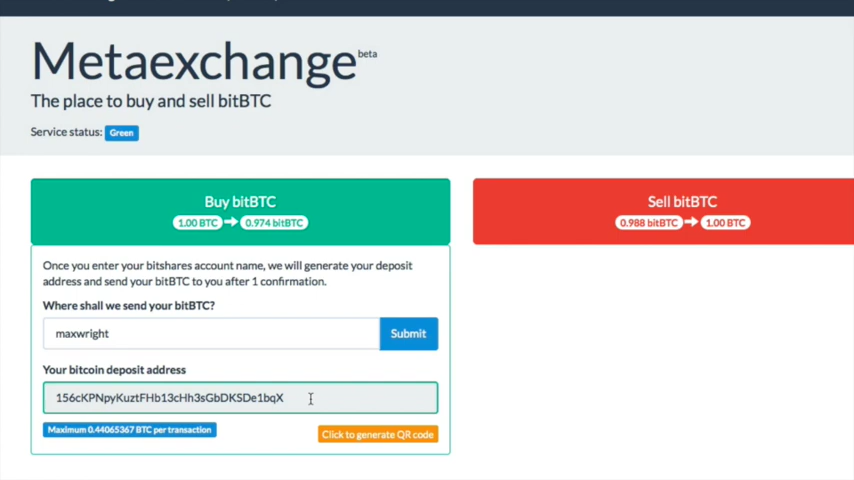 Metaexchange beta
The place to buy and sell bitBTC
Service status: Green
Buy bitBTC
1.00 BTC → 0.974 bitBTC
Once you enter your bitshares account name, we will generate your deposit
address and send your bitBTC to you after 1 confirmation.
Where shall we send your bitBTC?
maxwright
Submit
Your bitcoin deposit address
156cKPNpyKuztFHb13cHh3sGbDKSDe1bqX
Maximum 0.44065367 BTC per transaction
Click to generate QR code
Sell bitBTC
0.988 bitBTC → 1.00 BTC